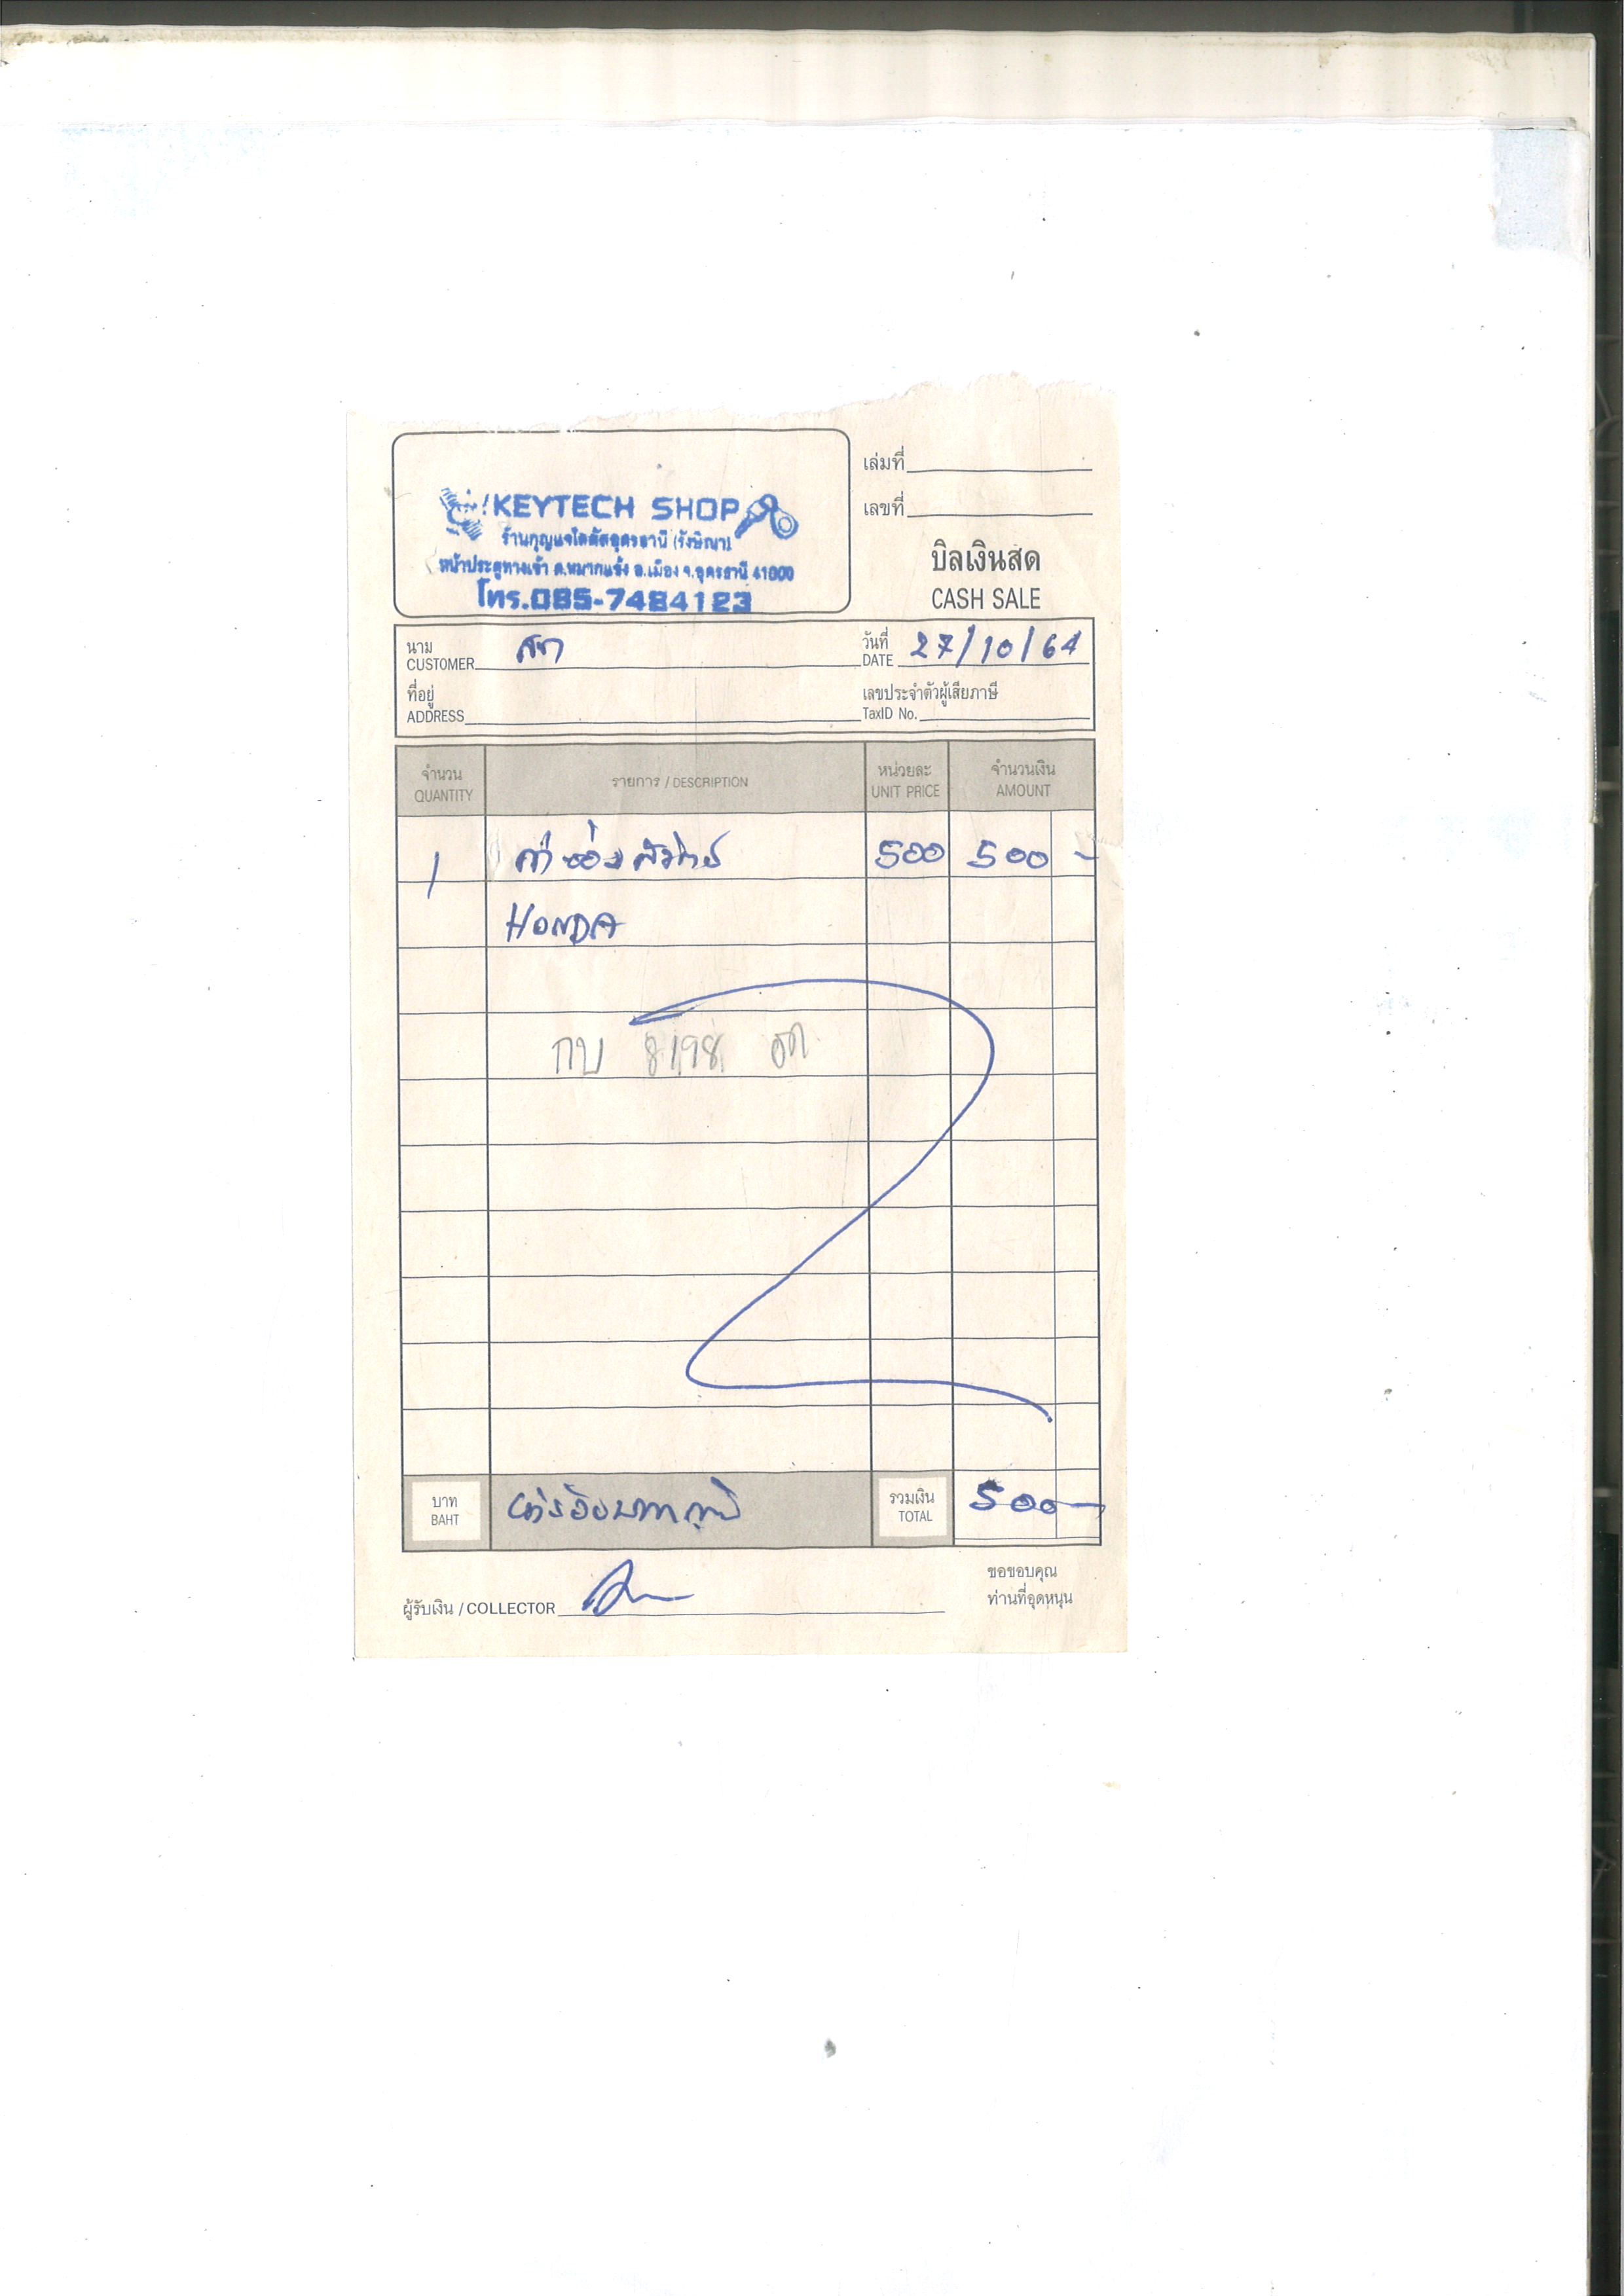 เล่มที่
KEYTECH SHOP
เลขที่
ร้านกุญแจโลตัสอุดรธานี (รังษิณา)
หน้าประตูทางเข้า ต.หมากแข้ง อ.เมือง จ.อุดรธานี 41000
โทร.085-7484123
บิลเงินสด
CASH SALE
นาม
CUSTOMER
สด
วันที่
DATE
27/10/64
ที่อยู่
ADDRESS
เลขประจำตัวผู้เสียภาษี
TaxID No.
จำนวน
QUANTITY
รายการ / DESCRIPTION
หน่วยละ
UNIT PRICE
จำนวนเงิน
AMOUNT
1 ค่าซ่อมสวิทช์ 500 500 -
HONDA
กบ 8198 อด
บาท
BAHT
ห้าร้อยบาทถ้วน
รวมเงิน
TOTAL
500 -
ผู้รับเงิน / COLLECTOR
ขอขอบคุณ
ท่านที่อุดหนุน